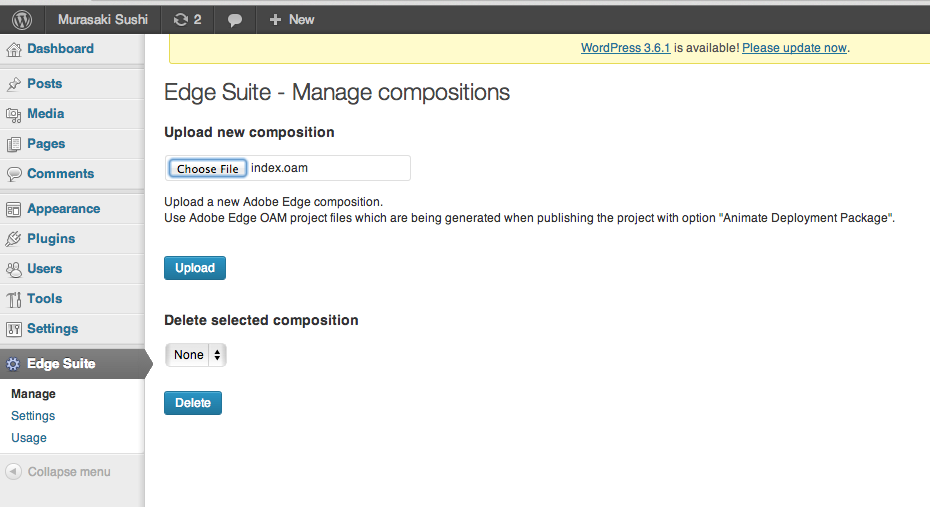 Murasaki Sushi 2 + New
WordPress 3.6.1 is available! Please update now.
Dashboard
Posts
Media
Pages
Comments
Appearance
Plugins
Users
Tools
Settings
Edge Suite
Manage
Settings
Usage
Collapse menu
Edge Suite - Manage compositions
Upload new composition
Choose File index.oam
Upload a new Adobe Edge composition.
Use Adobe Edge OAM project files which are being generated when publishing the project with option "Animate Deployment Package".
Upload
Delete selected composition
None
Delete